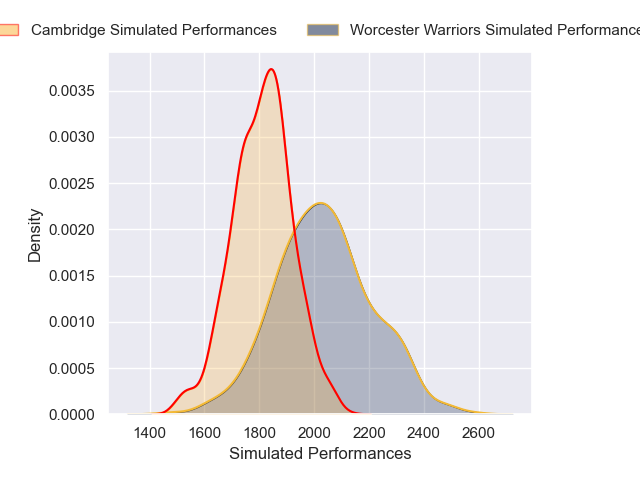 Cambridge Simulated Performances Worcester Warriors Simulated Performance
0.0035
0.0030
0.0025
0.0020
0.0015
0.0010
0.0005
0.0000
Density
1400 1600 1800 2000 2200 2400 2600
Simulated Performances